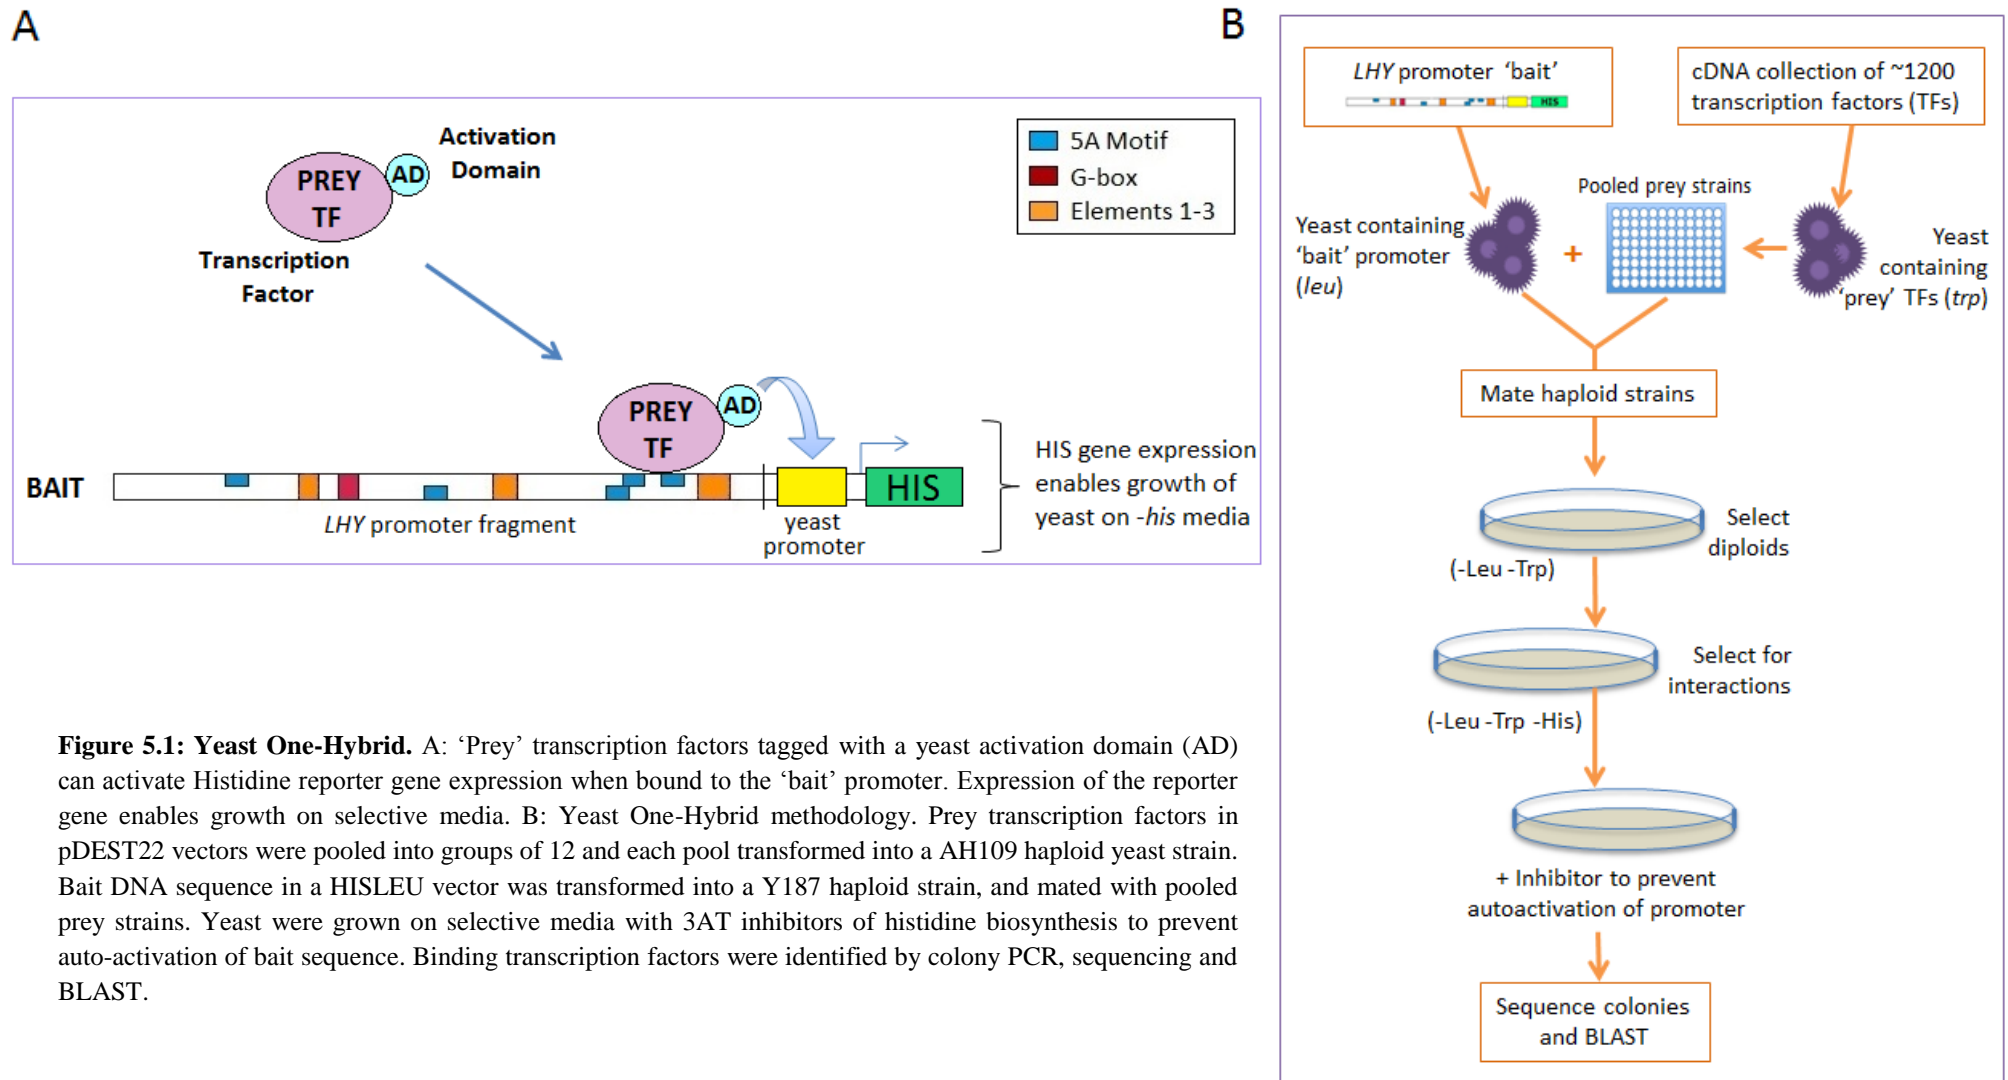 A
Activation
Domain
PREY
TF
AD
Transcription
Factor
5A Motif
G-box
Elements 1-3
PREY
TF
AD
BAIT
HIS
LHY promoter fragment
yeast
promoter
HIS gene expression
enables growth of
yeast on -his media
B
LHY promoter ‘bait’
HIS
cDNA collection of ~1200
transcription factors (TFs)
Pooled prey strains
Yeast containing
‘bait’ promoter
(leu)
+
Yeast
containing
‘prey’ TFs (trp)
Mate haploid strains
Select
diploids
(-Leu -Trp)
Select for
interactions
(-Leu -Trp -His)
+ Inhibitor to prevent
autoactivation of promoter
Sequence colonies
and BLAST
Figure 5.1: Yeast One-Hybrid. A: ‘Prey’ transcription factors tagged with a yeast activation domain (AD)
can activate Histidine reporter gene expression when bound to the ‘bait’ promoter. Expression of the reporter
gene enables growth on selective media. B: Yeast One-Hybrid methodology. Prey transcription factors in
pDEST22 vectors were pooled into groups of 12 and each pool transformed into a AH109 haploid yeast strain.
Bait DNA sequence in a HISLEU vector was transformed into a Y187 haploid strain, and mated with pooled
prey strains. Yeast were grown on selective media with 3AT inhibitors of histidine biosynthesis to prevent
auto-activation of bait sequence. Binding transcription factors were identified by colony PCR, sequencing and
BLAST.